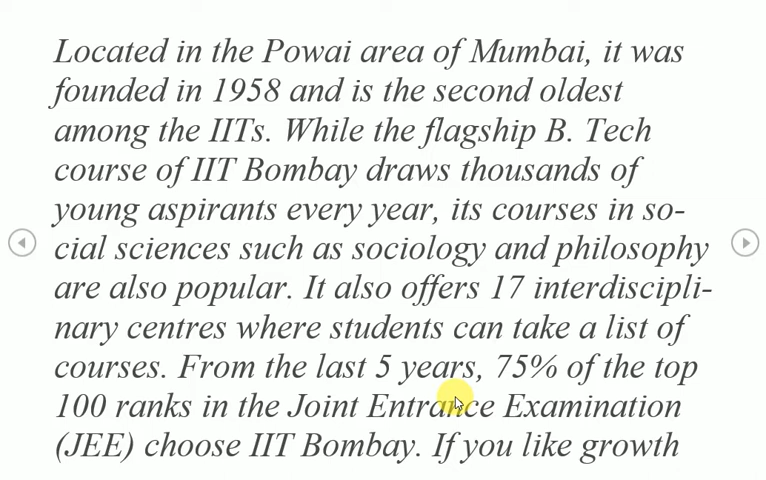 Located in the Powai area of Mumbai, it was
founded in 1958 and is the second oldest
among the IITs. While the flagship B. Tech
course of IIT Bombay draws thousands of
young aspirants every year, its courses in so-
cial sciences such as sociology and philosophy
are also popular. It also offers 17 interdiscipli-
nary centres where students can take a list of
courses. From the last 5 years, 75% of the top
100 ranks in the Joint Entrance Examination
(JEE) choose IIT Bombay. If you like growth